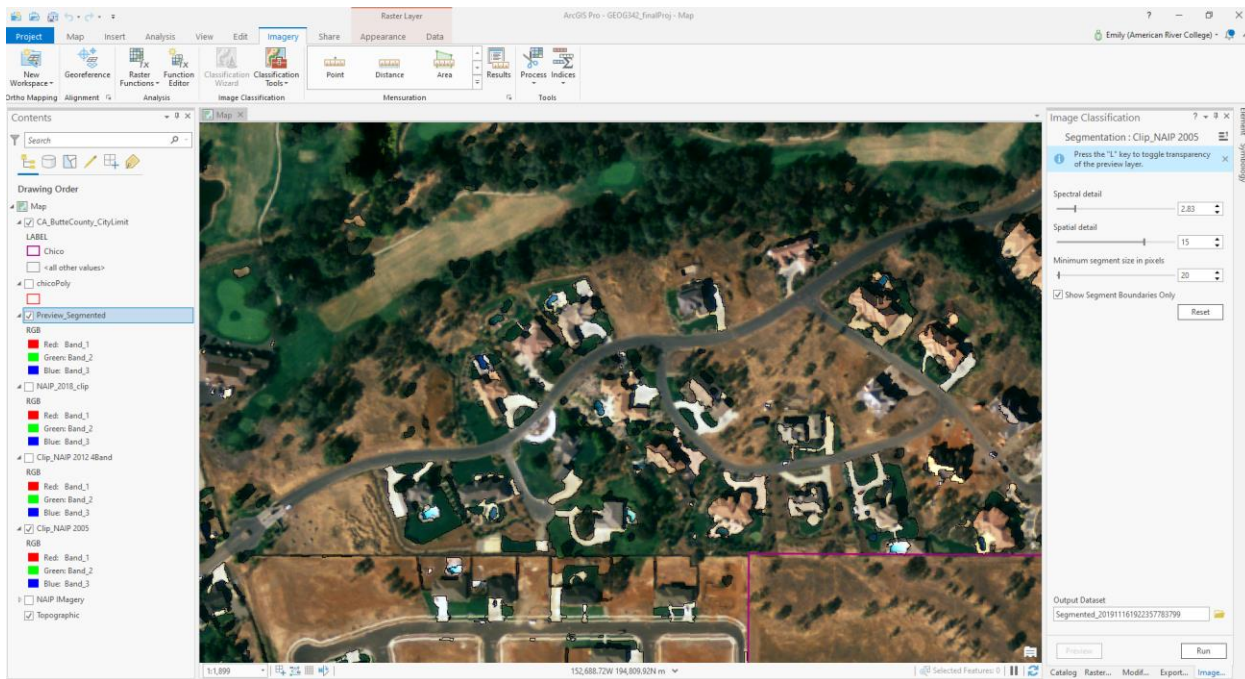 Raster Layer
ArcGIS Pro - GEOG342_finalProj - Map
?
Project Map Insert Analysis View Edit Imagery Share Appearance Data
Emily (American River College)
New Workspace
Georeference
Raster Functions
Function Editor
Classification Wizard
Classification Tools
Point
Distance
Area
Results
Process
Indices
Ortho Mapping
Alignment
Analysis
Image Classification
Mensuration
Tools
Contents
Search
Drawing Order
Map
CA_ButteCounty_CityLimit
LABEL
Chico
<all other values>
chicoPoly
Preview_Segmented
RGB
Red: Band_1
Green: Band_2
Blue: Band_3
NAIP_2018_clip
RGB
Red: Band_1
Green: Band_2
Blue: Band_3
Clip_NAIP 2012 4Band
RGB
Red: Band_1
Green: Band_2
Blue: Band_3
Clip_NAIP 2005
RGB
Red: Band_1
Green: Band_2
Blue: Band_3
NAIP IMagery
Topographic
Map
1:1,899
152,688.72W 194,809.92N m
Selected Features: 0
Image Classification
?
Segmentation : Clip_NAIP 2005
Press the "L" key to toggle transparency
of the preview layer.
Spectral detail
2.83
Spatial detail
15
Minimum segment size in pixels
20
Show Segment Boundaries Only
Reset
Output Dataset
Segmented_201911161922357783799
Preview
Run
Catalog Raster... Modif... Export... Image...
Element
Symbology